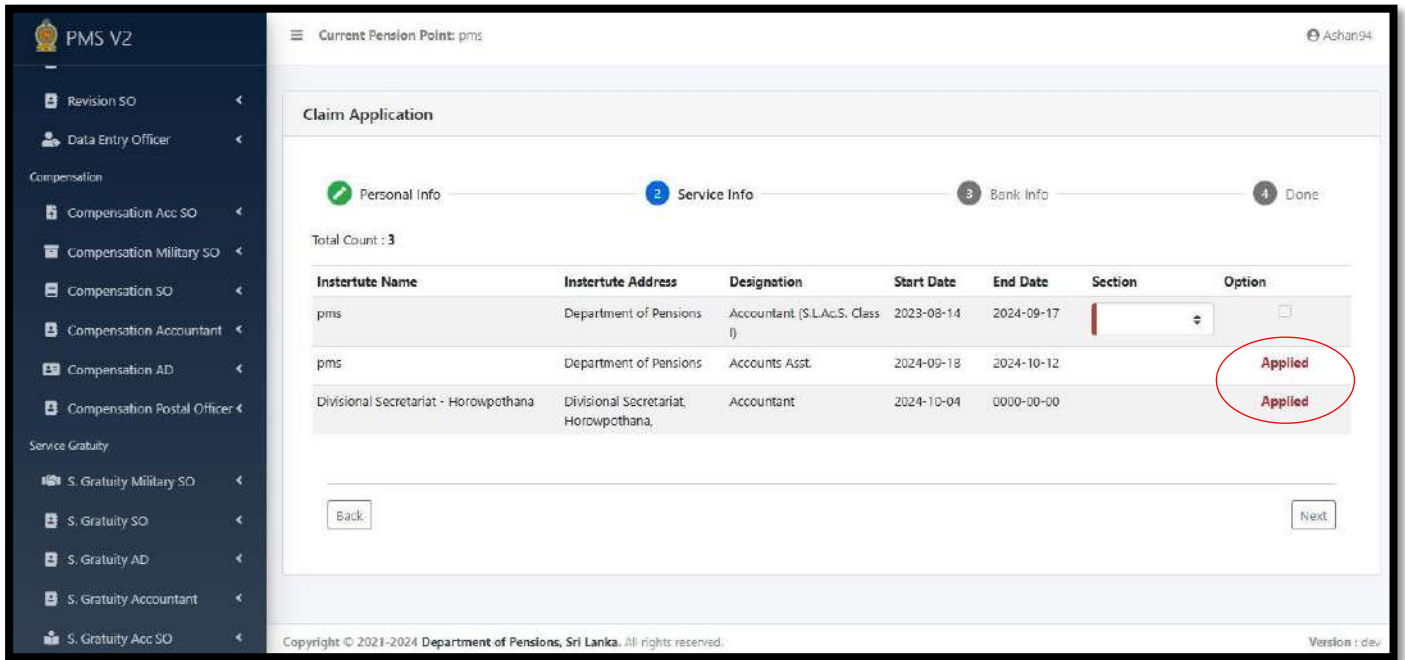 PMS V2
Current Pension Point: pms
Ashan94
Revision SO
Data Entry Officer
Compensation
Compensation Acc SO
Compensation Military SO
Compensation SO
Compensation Accountant
Compensation AD
Compensation Postal Officer
Service Gratuity
S. Gratuity Military SO
S. Gratuity SO
S. Gratuity AD
S. Gratuity Accountant
S. Gratuity Acc SO
Claim Application
Personal Info
2 Service Info
3 Bank Info
4 Done
Total Count : 3
Instertute Name Instertute Address Designation Start Date End Date Section Option
pms Department of Pensions Accountant (S.L.Ac.S. Class 2023-08-14 2024-09-17
I)
pms Department of Pensions Accounts Asst. 2024-09-18 2024-10-12 Applied
Divisional Secretariat - Horowpothana Divisional Secretariat, Accountant 2024-10-04 0000-00-00 Applied
Horowpothana,
Back Next
Copyright © 2021-2024 Department of Pensions, Sri Lanka. All rights reserved. Version : dev